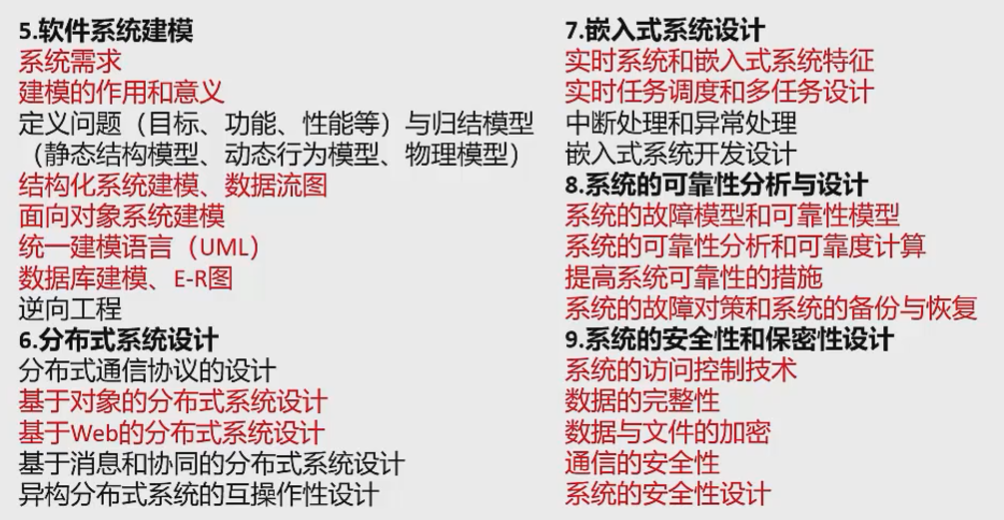 5.软件系统建模
系统需求
建模的作用和意义
定义问题（目标、功能、性能等）与归结模型
（静态结构模型、动态行为模型、物理模型）
结构化系统建模、数据流图
面向对象系统建模
统一建模语言（UML）
数据库建模、E-R图
逆向工程
6.分布式系统设计
分布式通信协议的设计
基于对象的分布式系统设计
基于Web的分布式系统设计
基于消息和协同的分布式系统设计
异构分布式系统的互操作性设计
7.嵌入式系统设计
实时系统和嵌入式系统特征
实时任务调度和多任务设计
中断处理和异常处理
嵌入式系统开发设计
8.系统的可靠性分析与设计
系统的故障模型和可靠性模型
系统的可靠性分析和可靠度计算
提高系统可靠性的措施
系统的故障对策和系统的备份与恢复
9.系统的安全性和保密性设计
系统的访问控制技术
数据的完整性
数据与文件的加密
通信的安全性
系统的安全性设计